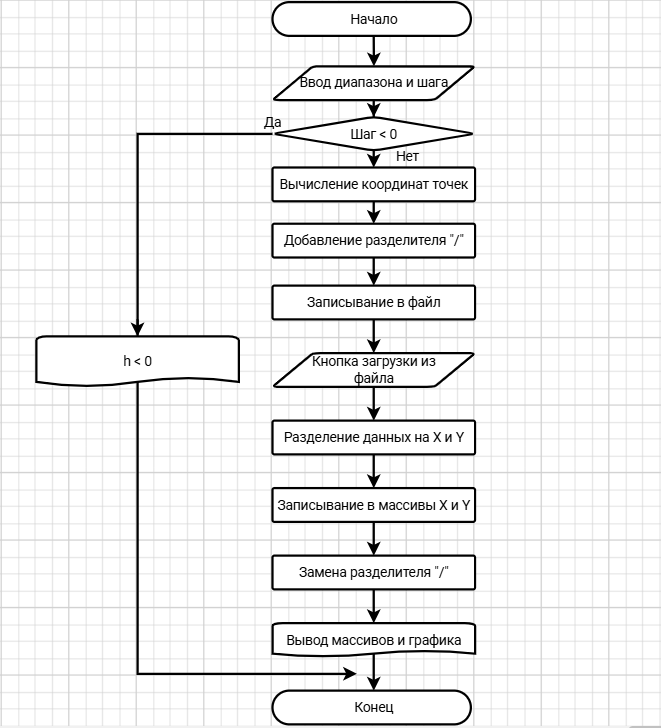 Начало
Ввод диапазона и шага
Да
Шаг < 0
Нет
Вычисление координат точек
Добавление разделителя "/"
Записывание в файл
h < 0
Кнопка загрузки из
файла
Разделение данных на X и Y
Записывание в массивы X и Y
Замена разделителя "/"
Вывод массивов и графика
Конец